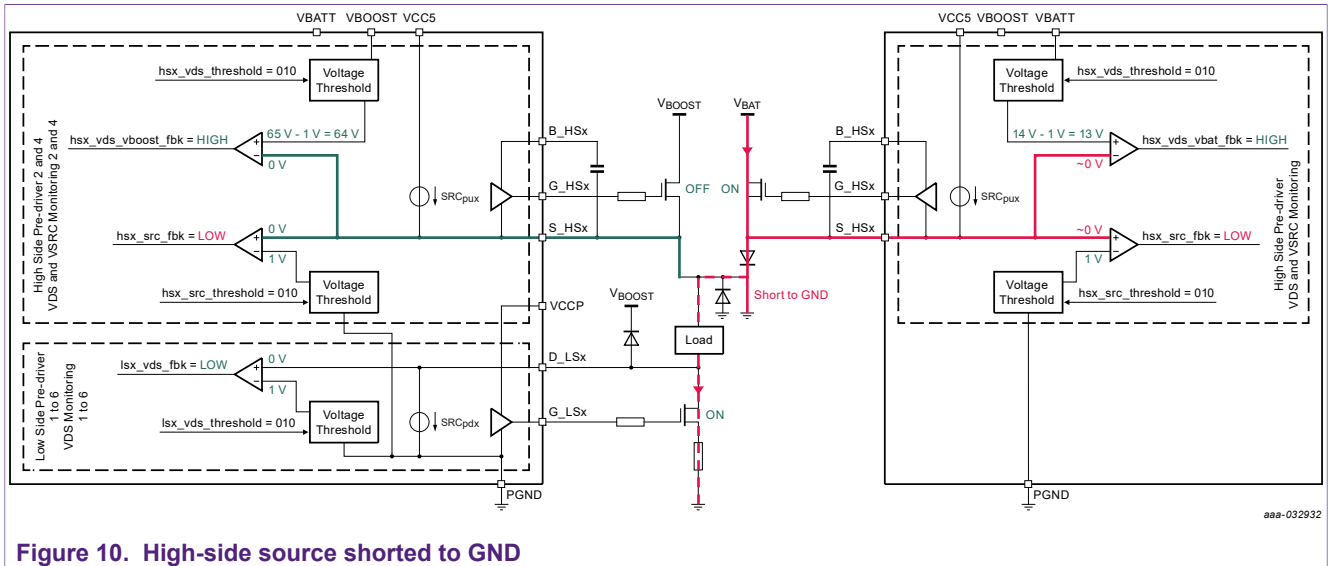 VBATT VBOOST VCC5
VCC5 VBOOST VBATT
hsx_vds_threshold = 010
Voltage
Threshold
65 V - 1 V = 64 V
hsx_vds_vboost_fbk = HIGH
0 V
SRCpux
hsx_src_fbk = LOW
0 V
1 V
hsx_src_threshold = 010
Voltage
Threshold
High Side Pre-driver 2 and 4
VDS and VSRC Monitoring 2 and 4
B_HSx
G_HSx
S_HSx
VCCP
D_LSx
G_LSx
PGND
lsx_vds_fbk = LOW
0 V
1 V
lsx_vds_threshold = 010
Voltage
Threshold
SRCpdx
Low Side Pre-driver
1 to 6
VDS Monitoring
1 to 6
VBOOST
VBAT
OFF
ON
VBOOST
Short to GND
Load
ON
B_HSx
G_HSx
S_HSx
SRCpux
Voltage
Threshold
hsx_vds_threshold = 010
14 V - 1 V = 13 V
hsx_vds_vbat_fbk = HIGH
~0 V
~0 V
hsx_src_fbk = LOW
1 V
Voltage
Threshold
hsx_src_threshold = 010
High Side Pre-driver
VDS and VSRC Monitoring
PGND
aaa-032932
Figure 10. High-side source shorted to GND